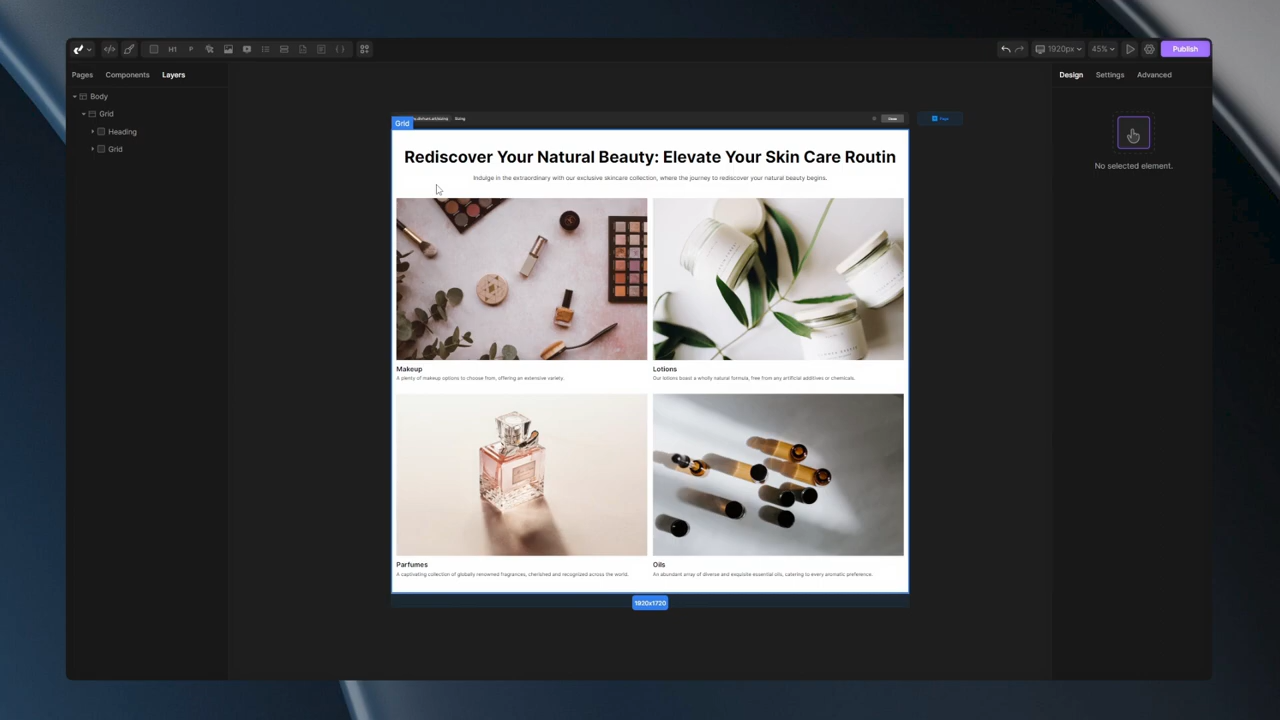 H1 P
1920px 45% Publish
Pages Components Layers
Design Settings Advanced
Body
Grid
Heading
Grid
No selected element.
Grid
Sizing
Page
Rediscover Your Natural Beauty: Elevate Your Skin Care Routin
Indulge in the extraordinary with our exclusive skincare collection, where the journey to rediscover your natural beauty begins.
Makeup
A plenty of makeup options to choose from, offering an extensive variety.
Lotions
Our lotions boast a wholly natural formula, free from any artificial additives or chemicals.
Parfumes
A captivating collection of globally renowned fragrances, cherished and recognized across the world.
Oils
An abundant array of diverse and exquisite essential oils, catering to every aromatic preference.
1920x1720